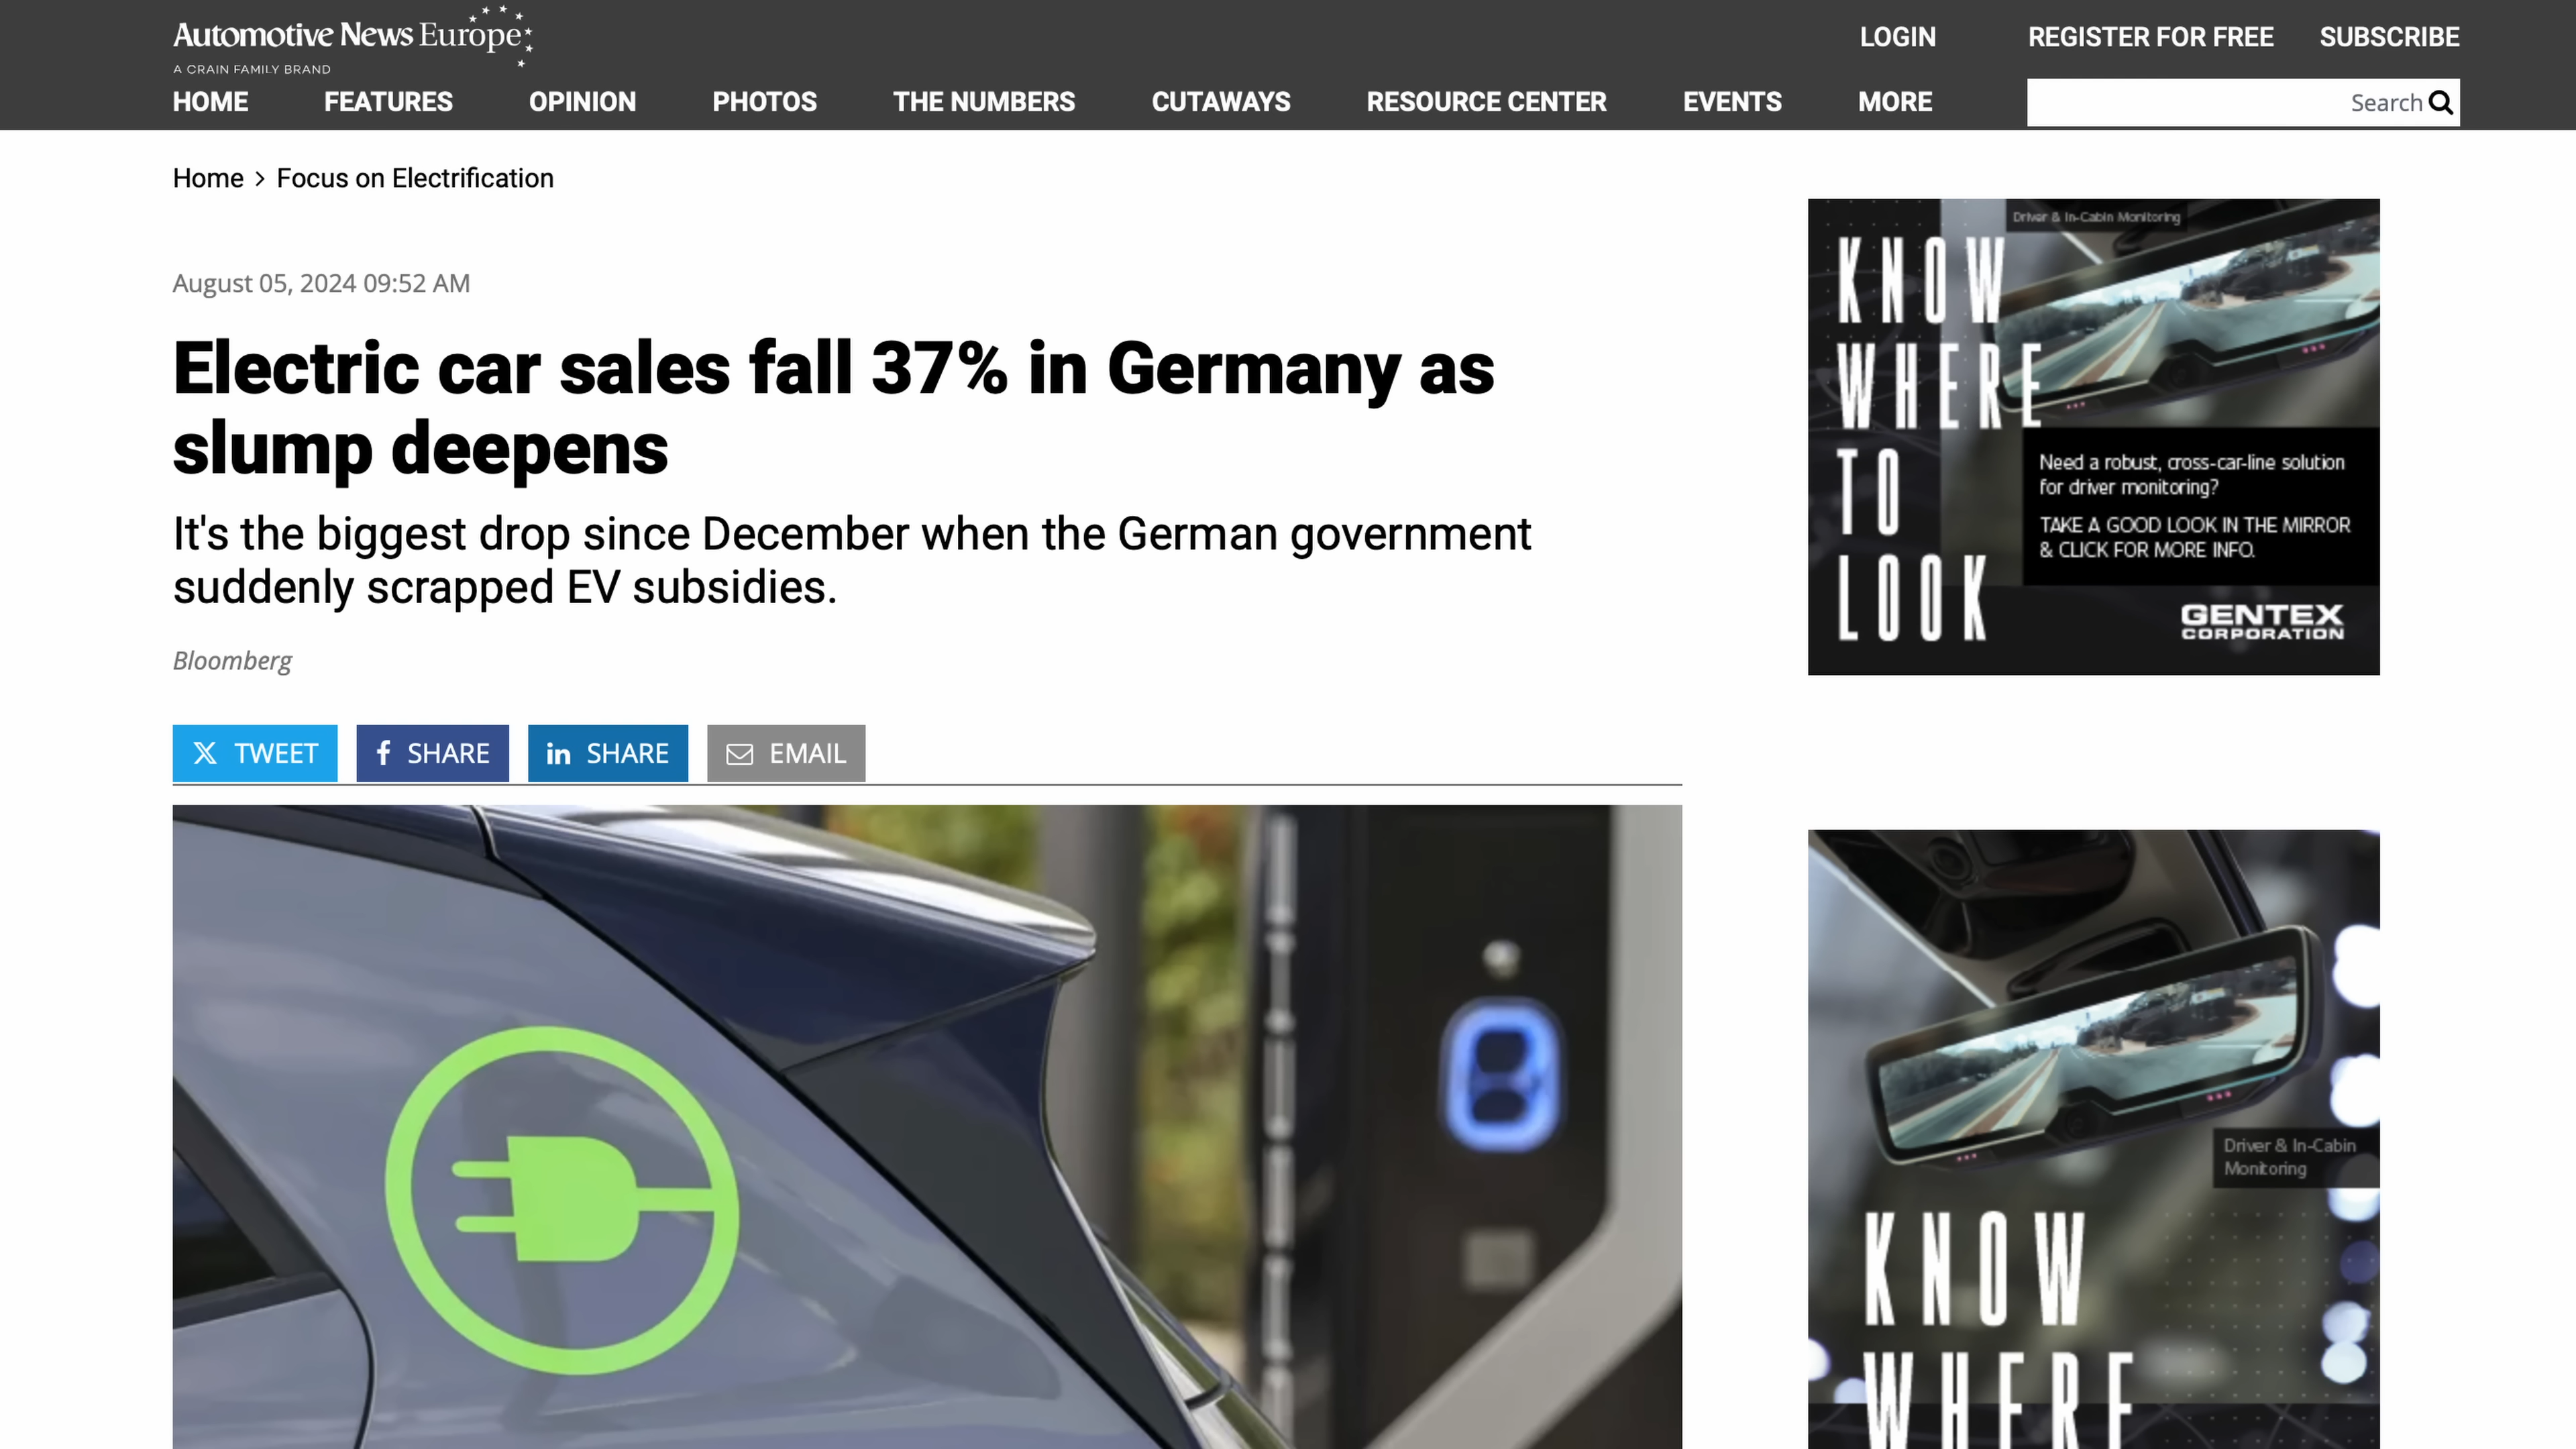 Automotive News Europe
A CRAIN FAMILY BRAND
LOGIN
REGISTER FOR FREE
SUBSCRIBE
HOME
FEATURES
OPINION
PHOTOS
THE NUMBERS
CUTAWAYS
RESOURCE CENTER
EVENTS
MORE
Search
Home > Focus on Electrification
August 05, 2024 09:52 AM
Electric car sales fall 37% in Germany as
slump deepens
It's the biggest drop since December when the German government
suddenly scrapped EV subsidies.
Bloomberg
TWEET
SHARE
SHARE
EMAIL
Driver & In-Cabin Monitoring
KNOW
WHERE
TO
LOOK
Need a robust, cross-car-line solution
for driver monitoring?
TAKE A GOOD LOOK IN THE MIRROR
& CLICK FOR MORE INFO.
GENTEX
CORPORATION
Driver & In-Cabin
Monitoring
KNOW
WHERE